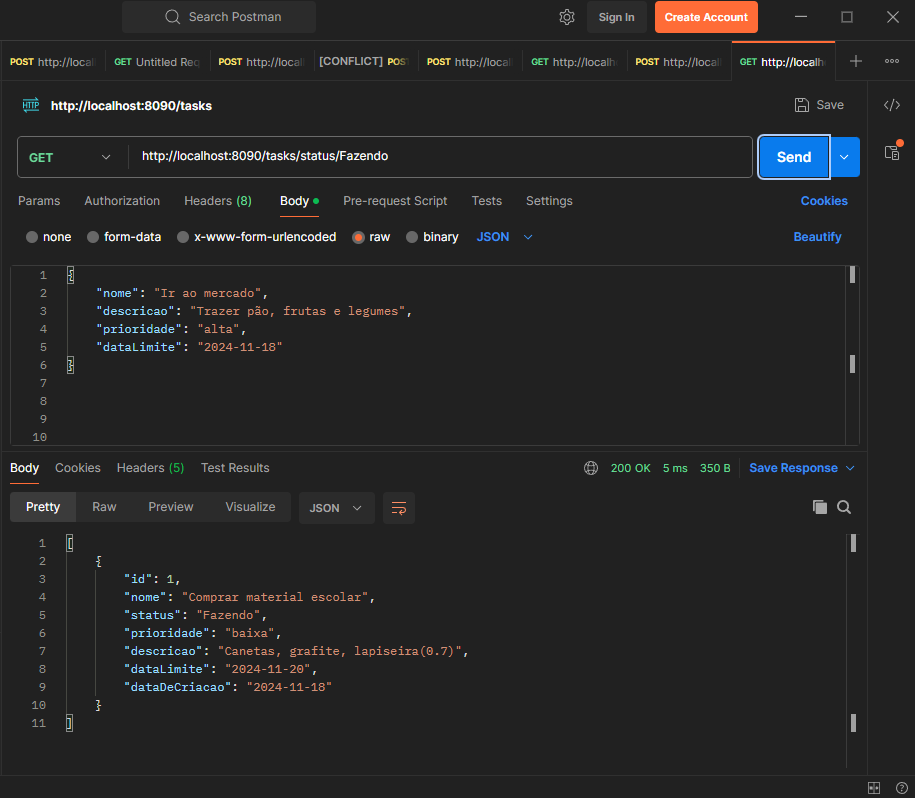 Search Postman
Sign In
Create Account
POST http://local
GET Untitled Req
POST http://local
[CONFLICT] POS
POST http://local
GET http://localh
POST http://local
GET http://localh
HTTP http://localhost:8090/tasks
Save
GET http://localhost:8090/tasks/status/Fazendo
Send
Params Authorization Headers (8) Body Pre-request Script Tests Settings Cookies
none form-data x-www-form-urlencoded raw binary JSON Beautify
1 {
2 "nome": "Ir ao mercado",
3 "descricao": "Trazer pão, frutas e legumes",
4 "prioridade": "alta",
5 "dataLimite": "2024-11-18"
6 }
7
8
9
10
Body Cookies Headers (5) Test Results 200 OK 5 ms 350 B Save Response
Pretty Raw Preview Visualize JSON
1 [
2 {
3 "id": 1,
4 "nome": "Comprar material escolar",
5 "status": "Fazendo",
6 "prioridade": "baixa",
7 "descricao": "Canetas, grafite, lapiseira(0.7)",
8 "dataLimite": "2024-11-20",
9 "dataDeCriacao": "2024-11-18"
10 }
11 ]